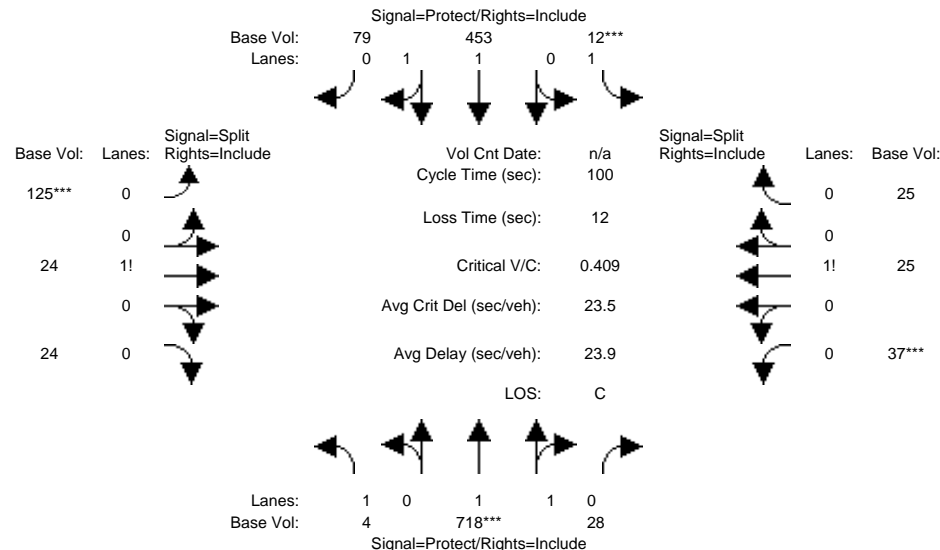 Signal=Protect/Rights=Include
Base Vol: 79 453 12***
Lanes: 0 1 1 0 1
Signal=Split
Rights=Include
Base Vol: Lanes:
125*** 0
0
24 1!
0
24 0
Vol Cnt Date: n/a
Cycle Time (sec): 100
Loss Time (sec): 12
Critical V/C: 0.409
Avg Crit Del (sec/veh): 23.5
Avg Delay (sec/veh): 23.9
LOS: C
Signal=Split
Rights=Include
Lanes: Base Vol:
0 25
0
1! 25
0
0 37***
Lanes: 1 0 1 1 0
Base Vol: 4 718*** 28
Signal=Protect/Rights=Include